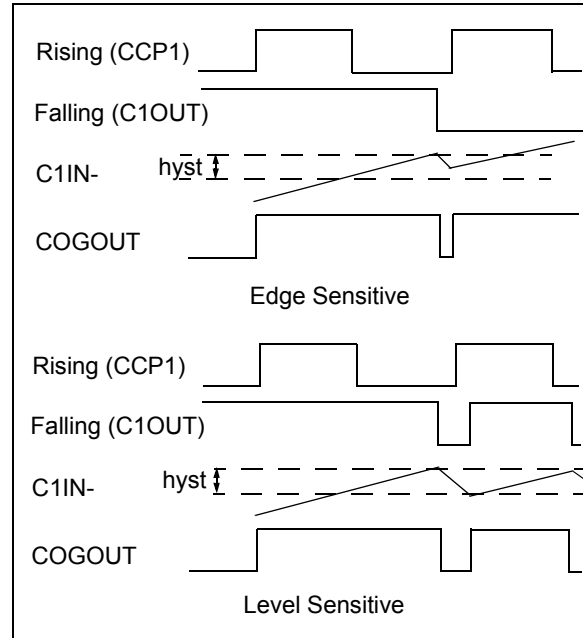 Rising (CCP1)
Falling (C1OUT)
hyst
C1IN-
COGOUT
Edge Sensitive
Rising (CCP1)
Falling (C1OUT)
C1IN-
hyst
COGOUT
Level Sensitive